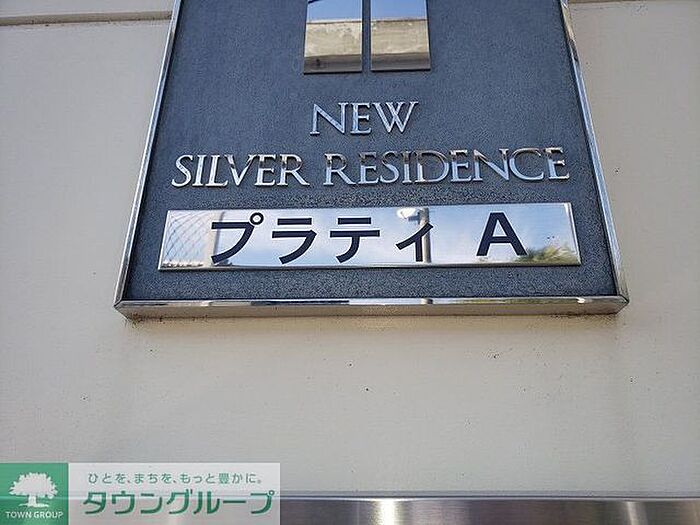 NEW
SILVER RESIDENCE
プラティ A
ひとを、まちを、もっと豊かに。
TOWN GROUP
タウングループ